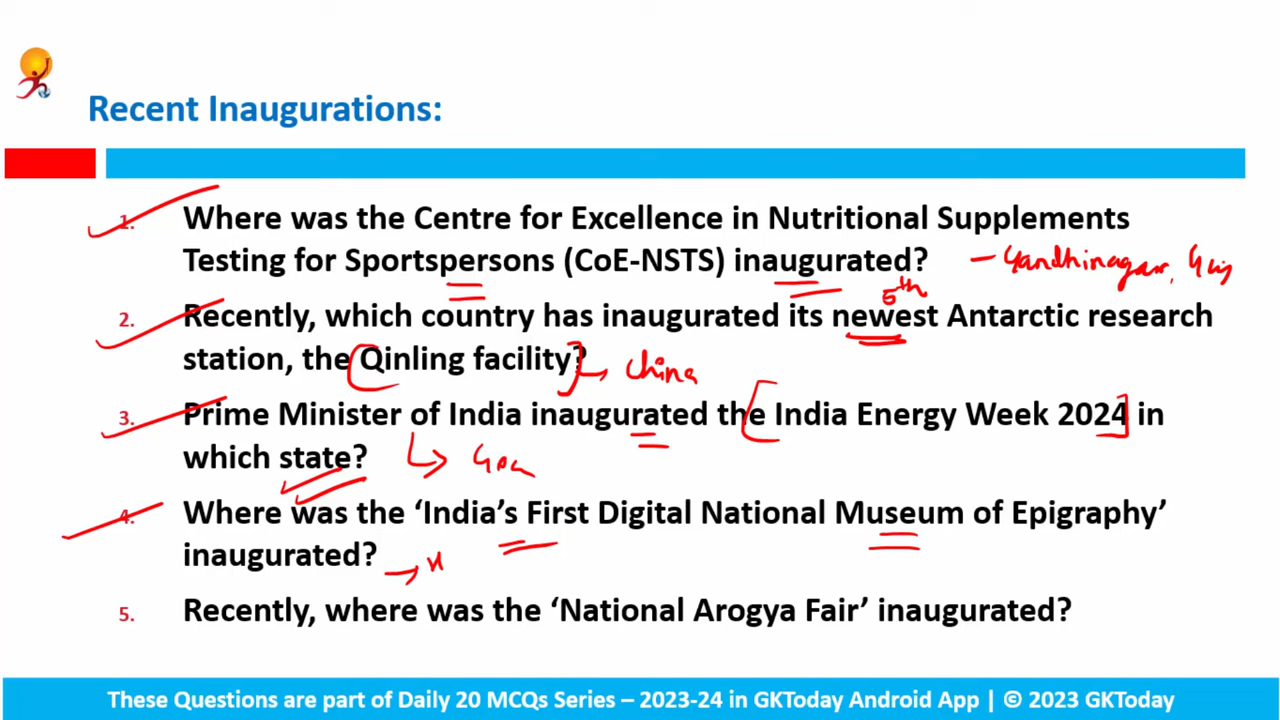 Recent Inaugurations:
1. Where was the Centre for Excellence in Nutritional Supplements
Testing for Sportspersons (CoE-NSTS) inaugurated? - Gandhinagar, Guj
5th
2. Recently, which country has inaugurated its newest Antarctic research
station, the Qinling facility? China
3. Prime Minister of India inaugurated the India Energy Week 2024 in
which state? Goa
4. Where was the ‘India’s First Digital National Museum of Epigraphy’
inaugurated?
5. Recently, where was the ‘National Arogya Fair’ inaugurated?
These Questions are part of Daily 20 MCQs Series – 2023-24 in GKToday Android App | © 2023 GKToday